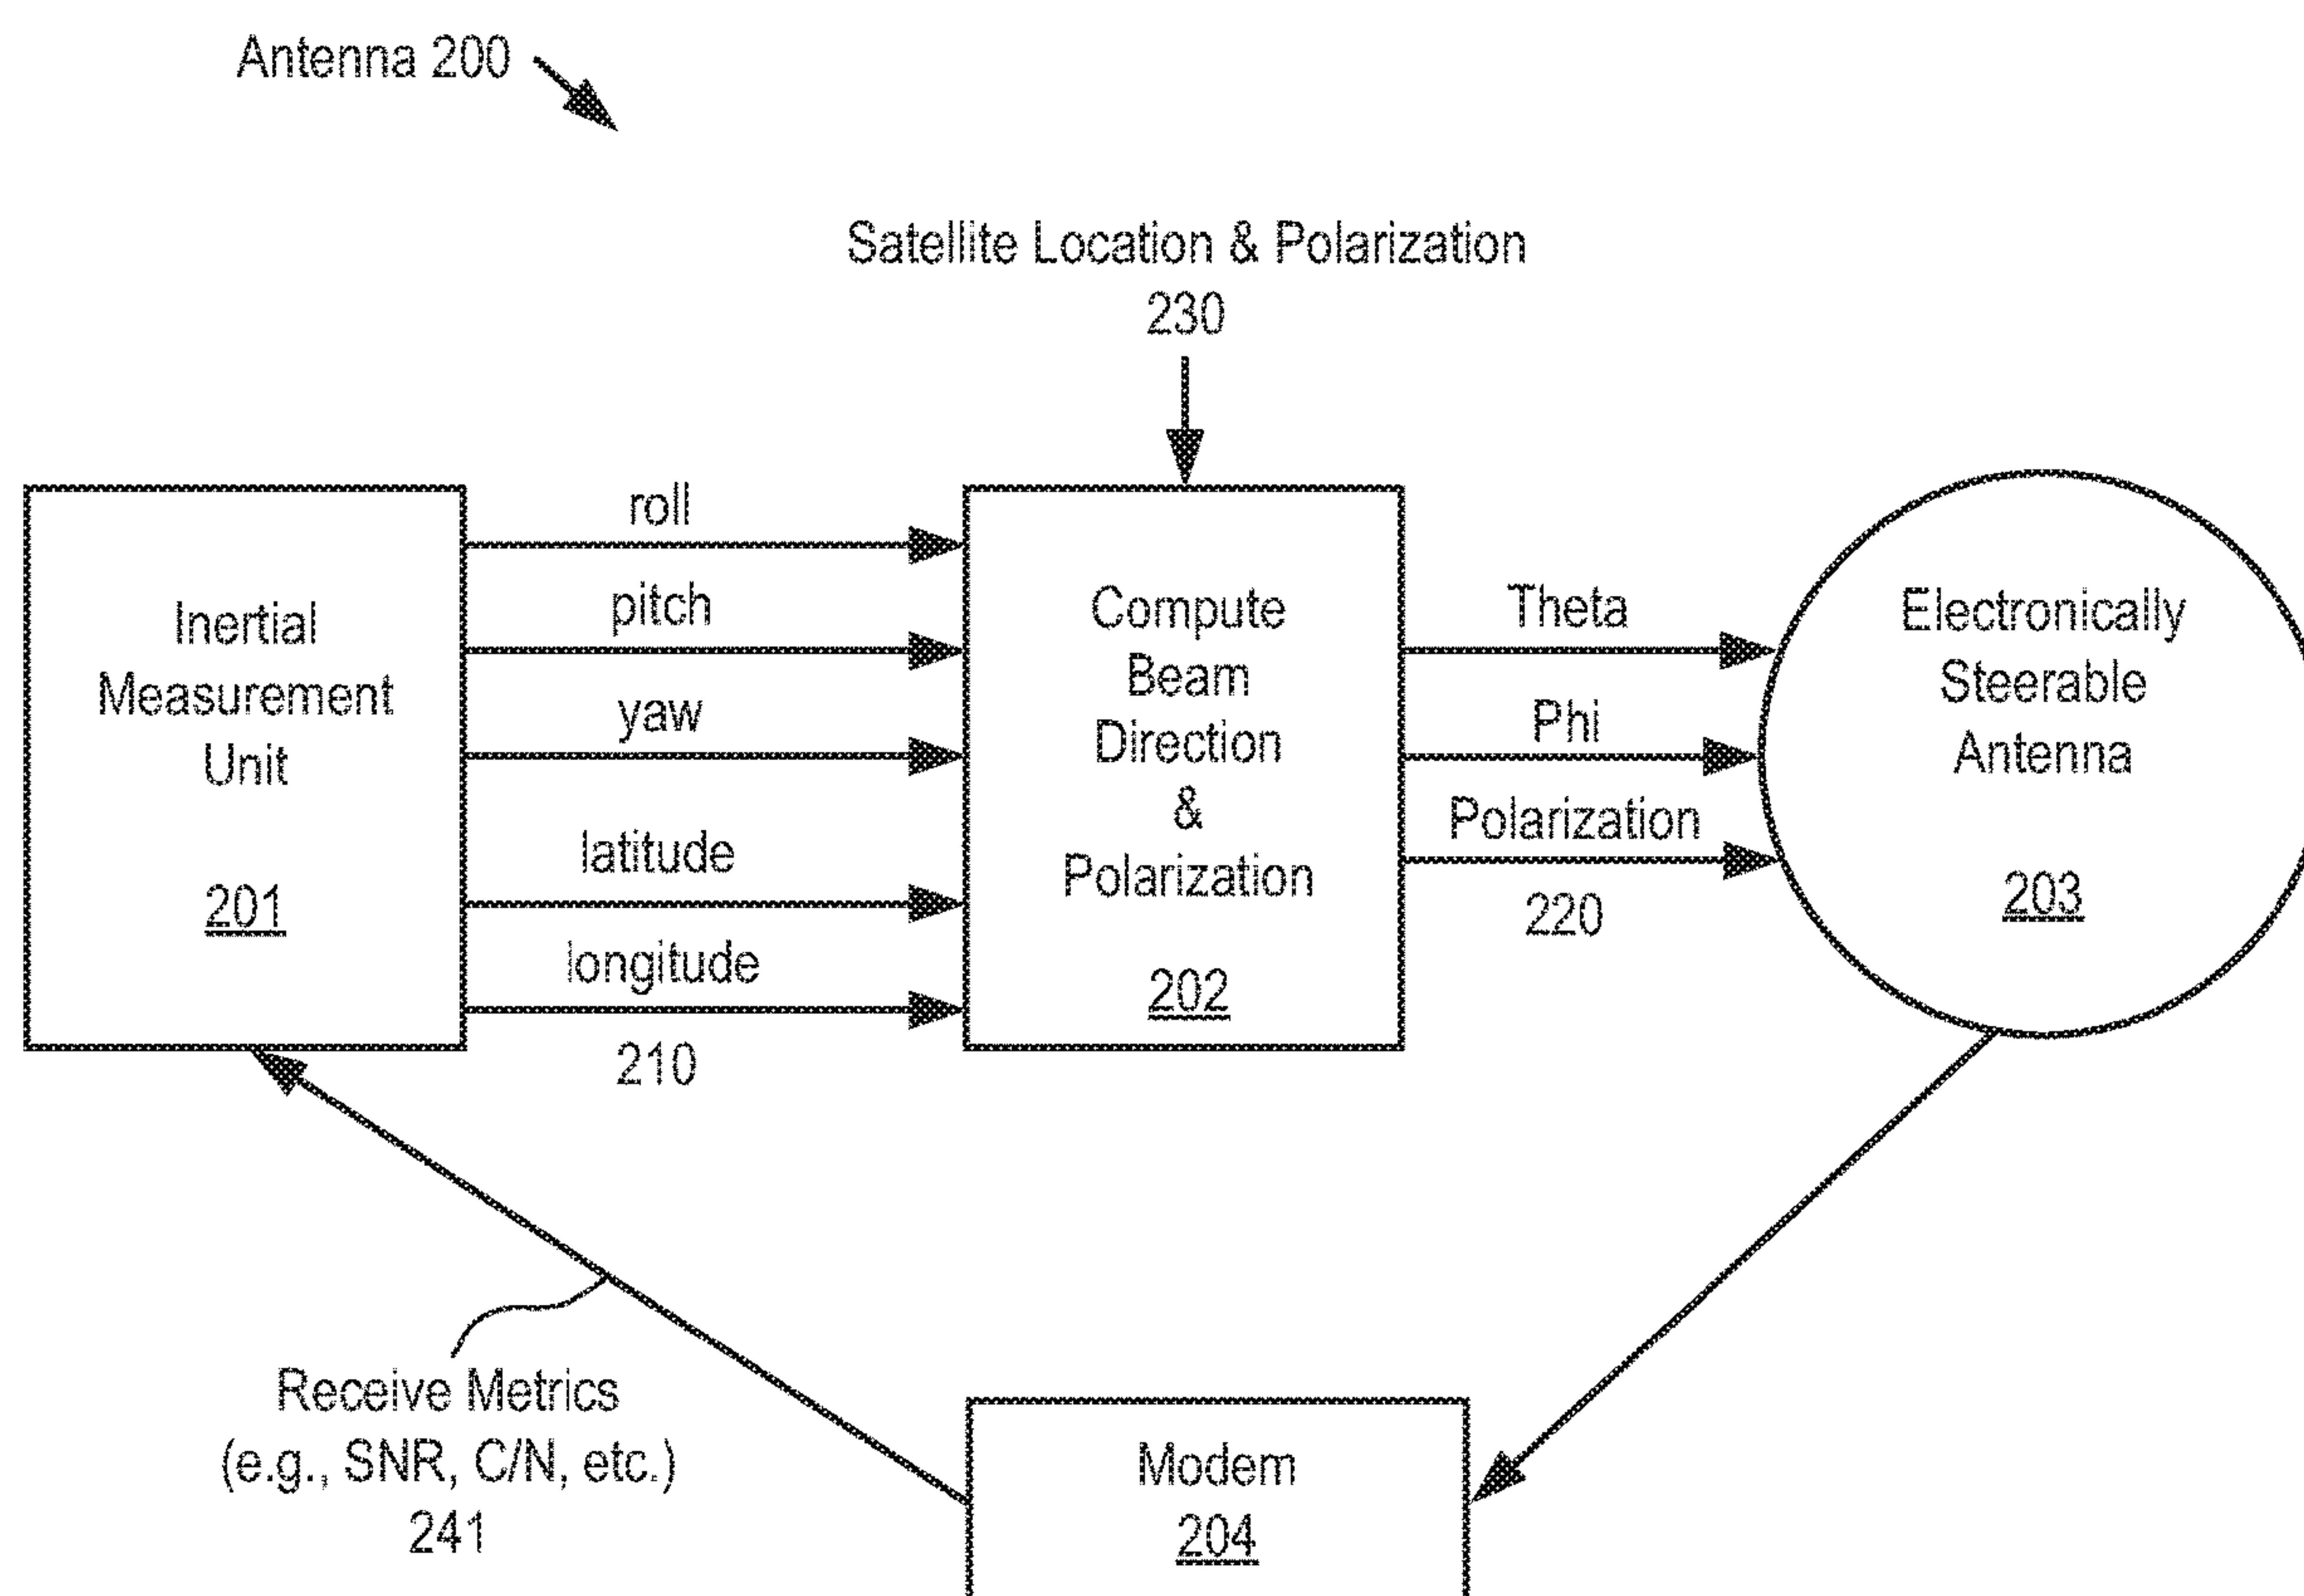 Antenna 200
Satellite Location & Polarization
230
Inertial
Measurement
Unit
201
roll
pitch
yaw
latitude
longitude
210
Compute
Beam
Direction
&
Polarization
202
Theta
Phi
Polarization
220
Electronically
Steerable
Antenna
203
Receive Metrics
(e.g., SNR, C/N, etc.)
241
Modem
204